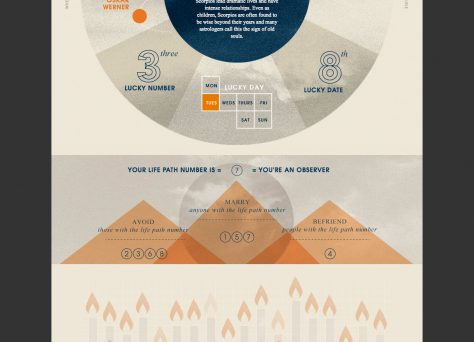 Scorpios lead dramatic lives and have
intense relationships. Even as
children, Scorpios are often found to
be wise beyond their years and many
astrologers call this the sign of old
souls.
OSKAR
WERNER
3 three
LUCKY NUMBER
8 th
LUCKY DATE
LUCKY DAY
MON
TUES WEDS THURS FRI
SAT SUN
YOUR LIFE PATH NUMBER IS = 7 = YOU'RE AN OBSERVER
MARRY
anyone with the life path number
1 5 7
AVOID
those with the life path number
2 3 6 8
BEFRIEND
people with the life path number
4